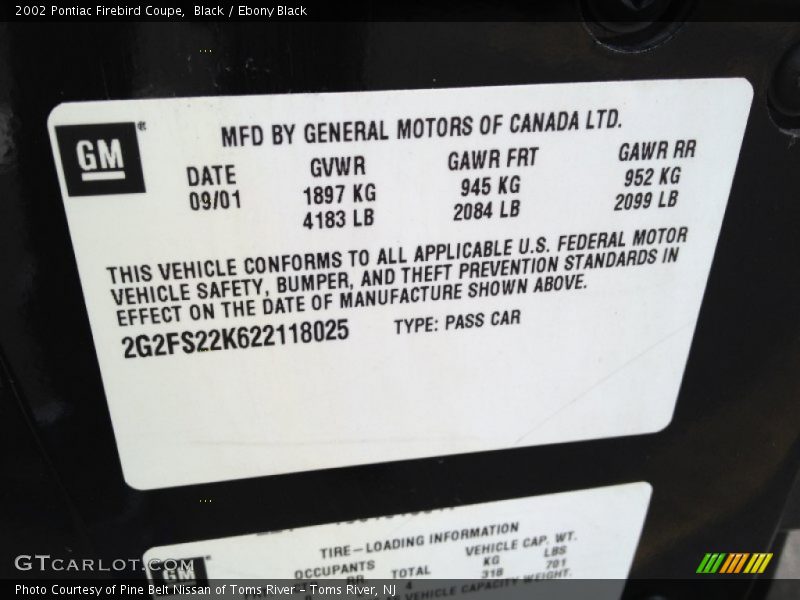 2002 Pontiac Firebird Coupe, Black / Ebony Black
GM
MFD BY GENERAL MOTORS OF CANADA LTD.
DATE GVWR GAWR FRT GAWR RR
09/01 1897 KG 945 KG 952 KG
4183 LB 2084 LB 2099 LB
THIS VEHICLE CONFORMS TO ALL APPLICABLE U.S. FEDERAL MOTOR
VEHICLE SAFETY, BUMPER, AND THEFT PREVENTION STANDARDS IN
EFFECT ON THE DATE OF MANUFACTURE SHOWN ABOVE.
2G2FS22K622118025 TYPE: PASS CAR
GM
TIRE-LOADING INFORMATION
OCCUPANTS VEHICLE CAP. WT.
RR TOTAL KG LBS
4 318 701
VEHICLE CAPACITY WEIGHT.
GTCARLOT.COM
Photo Courtesy of Pine Belt Nissan of Toms River – Toms River, NJ